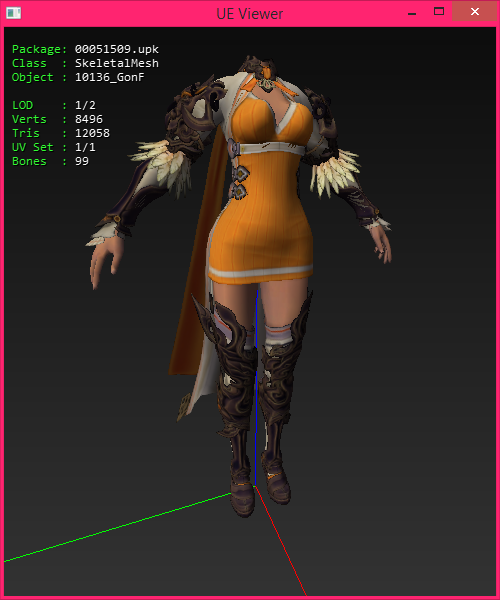 UE Viewer
Package: 00051509.upk
Class : SkeletalMesh
Object : 10136_GonF
LOD : 1/2
Verts : 8496
Tris : 12058
UV Set : 1/1
Bones : 99